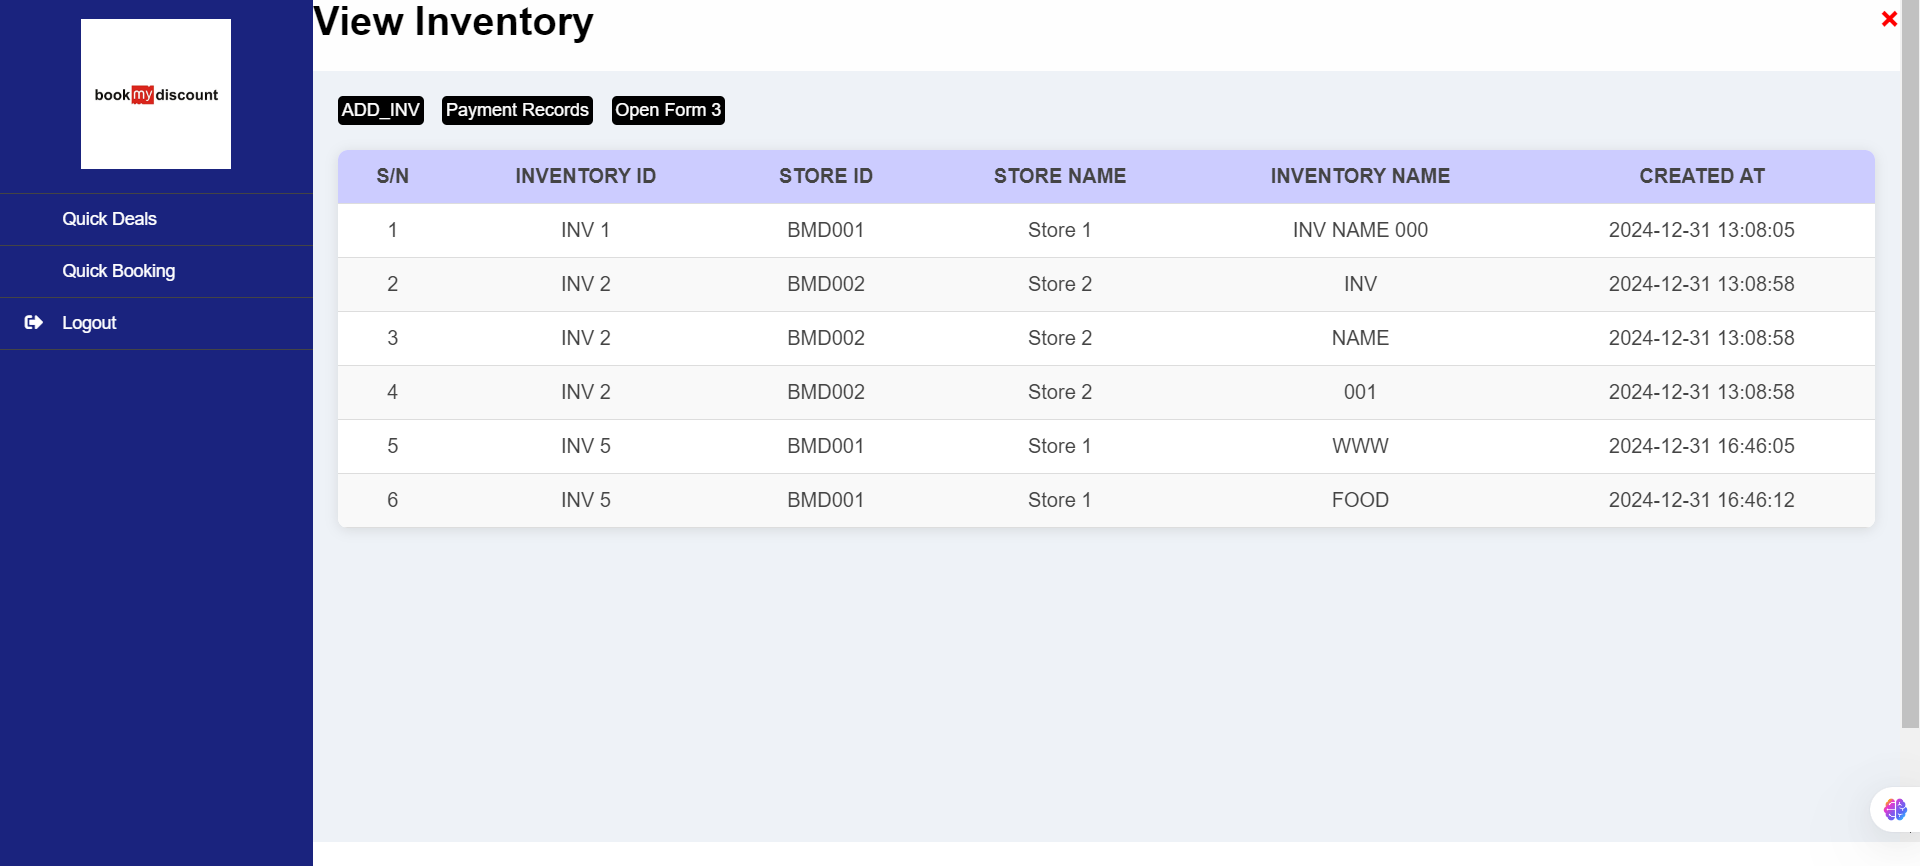 bookmydiscount
Quick Deals
Quick Booking
Logout
View Inventory
ADD_INV Payment Records Open Form 3
S/N INVENTORY ID STORE ID STORE NAME INVENTORY NAME CREATED AT
1 INV 1 BMD001 Store 1 INV NAME 000 2024-12-31 13:08:05
2 INV 2 BMD002 Store 2 INV 2024-12-31 13:08:58
3 INV 2 BMD002 Store 2 NAME 2024-12-31 13:08:58
4 INV 2 BMD002 Store 2 001 2024-12-31 13:08:58
5 INV 5 BMD001 Store 1 WWW 2024-12-31 16:46:05
6 INV 5 BMD001 Store 1 FOOD 2024-12-31 16:46:12